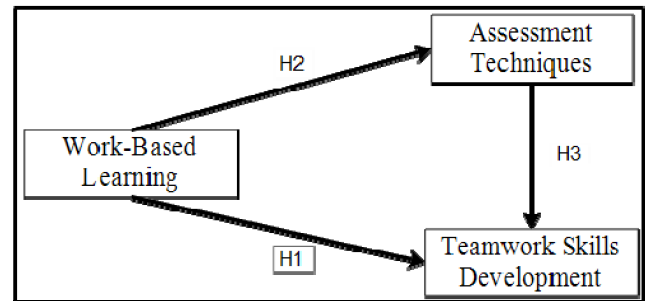 Assessment
Techniques
H2
Work-Based
Learning
H3
H1
Teamwork Skills
Development